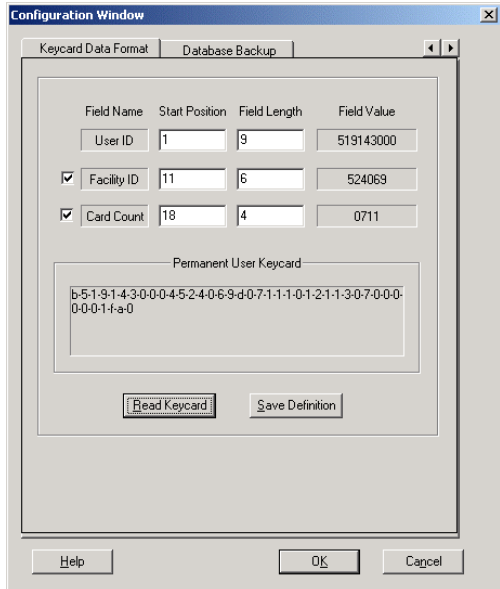 Configuration Window
Keycard Data Format Database Backup
Field Name Start Position Field Length Field Value
User ID 1 9 519143000
Facility ID 11 6 524069
Card Count 18 4 0711
Permanent User Keycard
b-5-1-9-1-4-3-0-0-0-4-5-2-4-0-6-9-d-0-7-1-1-1-0-1-2-1-1-3-0-7-0-0-0-
0-0-0-1-f-a-0
Read Keycard Save Definition
Help OK Cancel